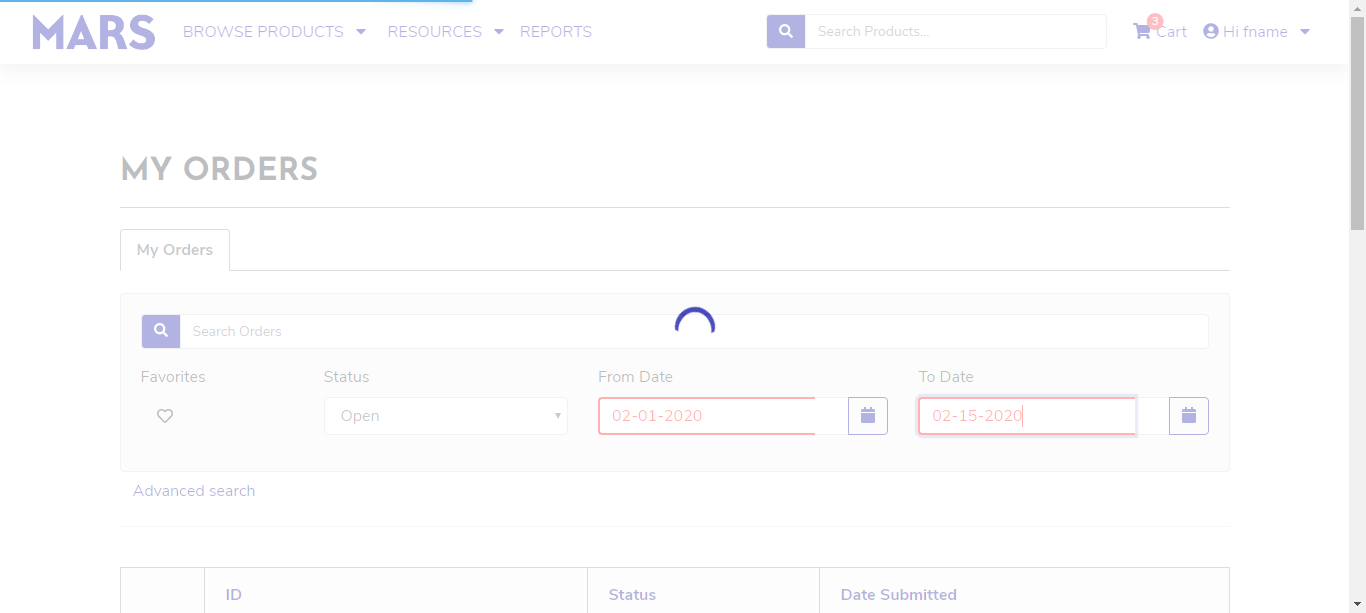 MARS BROWSE PRODUCTS RESOURCES REPORTS Search Products... 3 Cart Hi fname
MY ORDERS
My Orders
Search Orders
Favorites Status From Date To Date
Open 02-01-2020 02-15-2020
Advanced search
ID Status Date Submitted